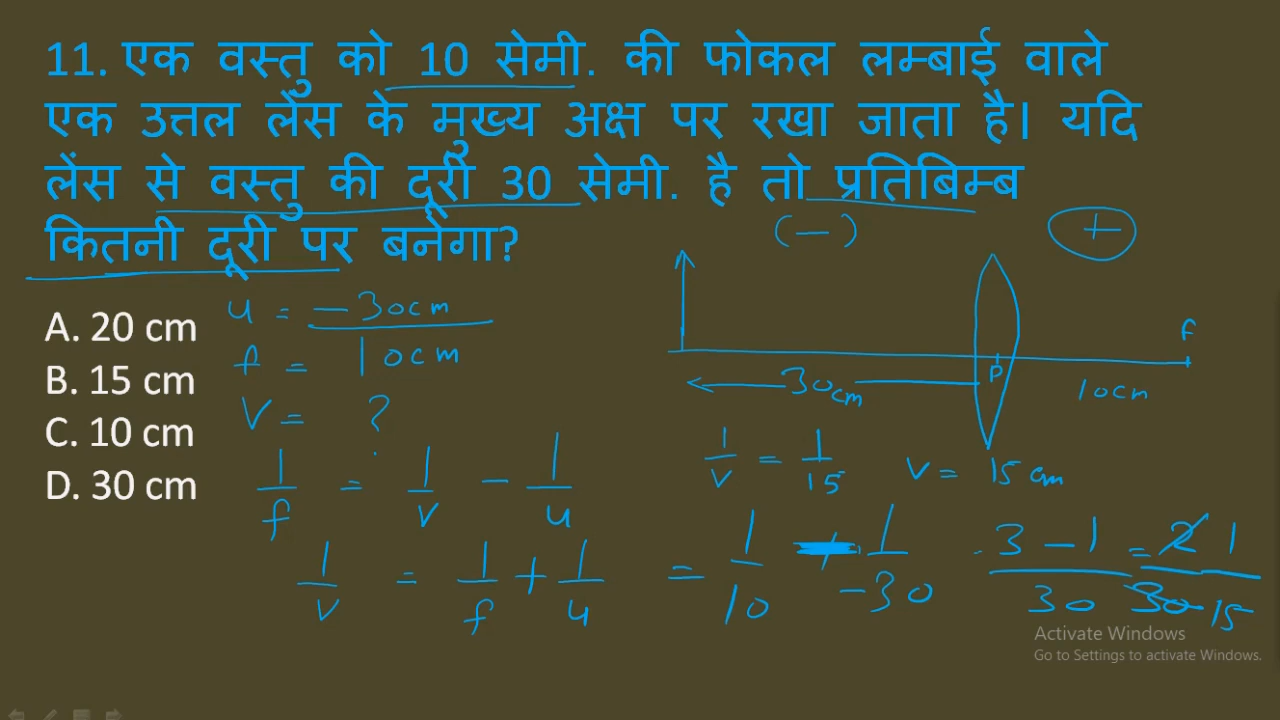 11. एक वस्तु को 10 सेमी. की फोकल लम्बाई वाले
एक उत्तल लेंस के मुख्य अक्ष पर रखा जाता है। यदि
लेंस से वस्तु की दूरी 30 सेमी. है तो प्रतिबिम्ब
कितनी दूरी पर बनेगा?
(−) +
A. 20 cm
B. 15 cm
C. 10 cm
D. 30 cm
u = −30cm
f = 10cm
v = ?
f
P
30cm
10cm
1/f = 1/v − 1/u
1/v = 1/15 v = 15 cm
1/v = 1/f + 1/u = 1/10 + 1/−30 3 − 1/30 = 2/30 1/15
Activate Windows
Go to Settings to activate Windows.